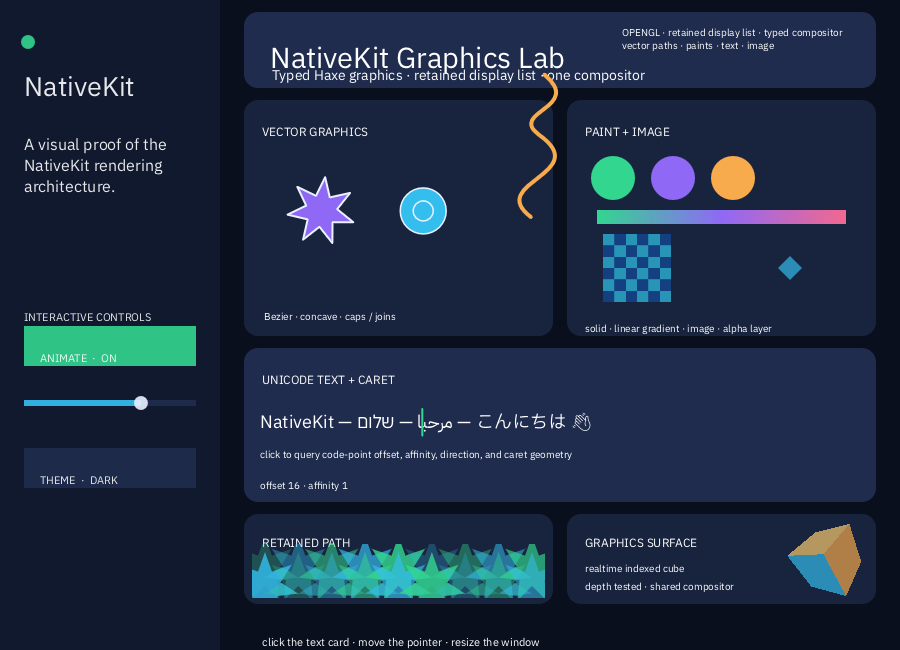 NativeKit
A visual proof of the
NativeKit rendering
architecture.
INTERACTIVE CONTROLS
ANIMATE · ON
THEME · DARK
NativeKit Graphics Lab
Typed Haxe graphics · retained display list · one compositor
OPENGL · retained display list · typed compositor
vector paths · paints · text · image
VECTOR GRAPHICS
Bezier · concave · caps / joins
PAINT + IMAGE
solid · linear gradient · image · alpha layer
UNICODE TEXT + CARET
NativeKit — שלום — مرحبا — こんにちは 👋
click to query code-point offset, affinity, direction, and caret geometry
offset 16 · affinity 1
RETAINED PATH
GRAPHICS SURFACE
realtime indexed cube
depth tested · shared compositor
click the text card · move the pointer · resize the window